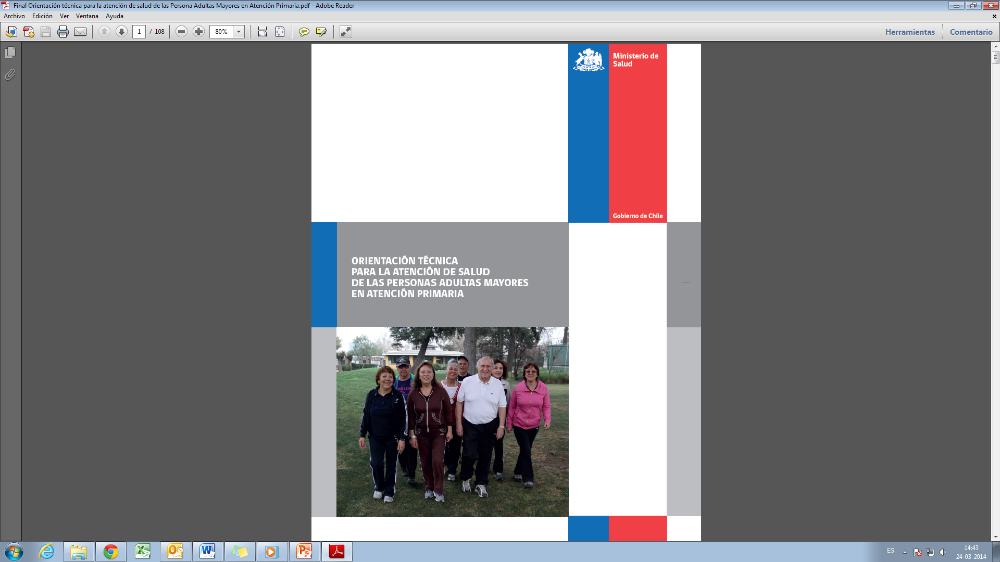 Final Orientación técnica para la atención de salud de las Persona Adultas Mayores en Atención Primaria.pdf - Adobe Reader
Archivo Edición Ver Ventana Ayuda
1 / 108 80% Herramientas Comentario
Ministerio de
Salud
Gobierno de Chile
ORIENTACIÓN TÉCNICA
PARA LA ATENCIÓN DE SALUD
DE LAS PERSONAS ADULTAS MAYORES
EN ATENCIÓN PRIMARIA
ES
14:43
24-03-2014